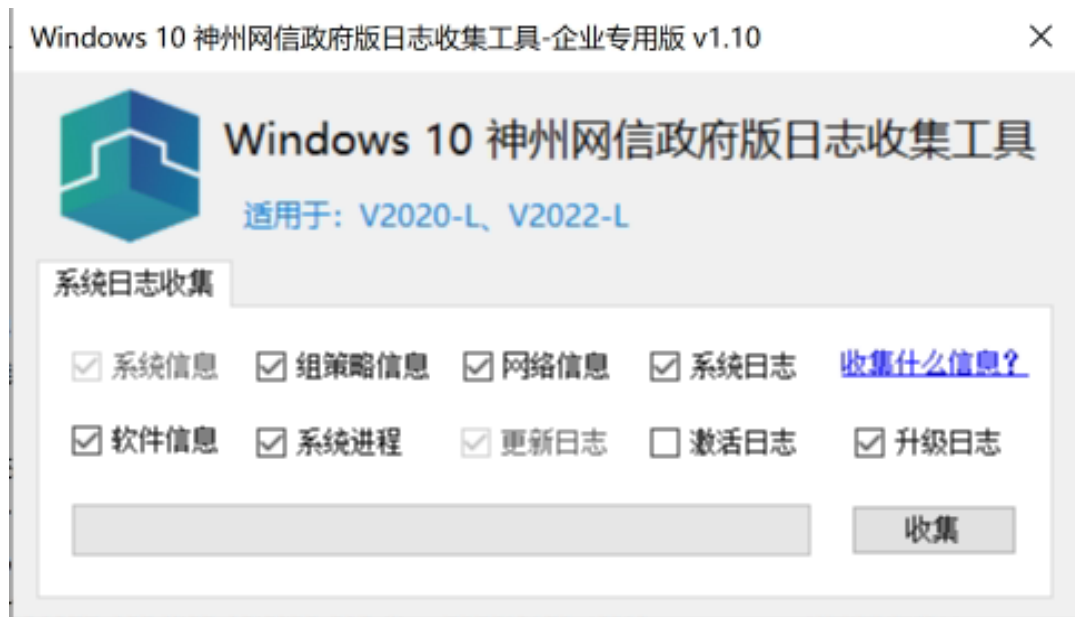 Windows 10 神州网信政府版日志收集工具-企业专用版 v1.10
Windows 10 神州网信政府版日志收集工具
适用于：V2020-L、V2022-L
系统日志收集
系统信息 组策略信息 网络信息 系统日志 收集什么信息？
软件信息 系统进程 更新日志 激活日志 升级日志
收集